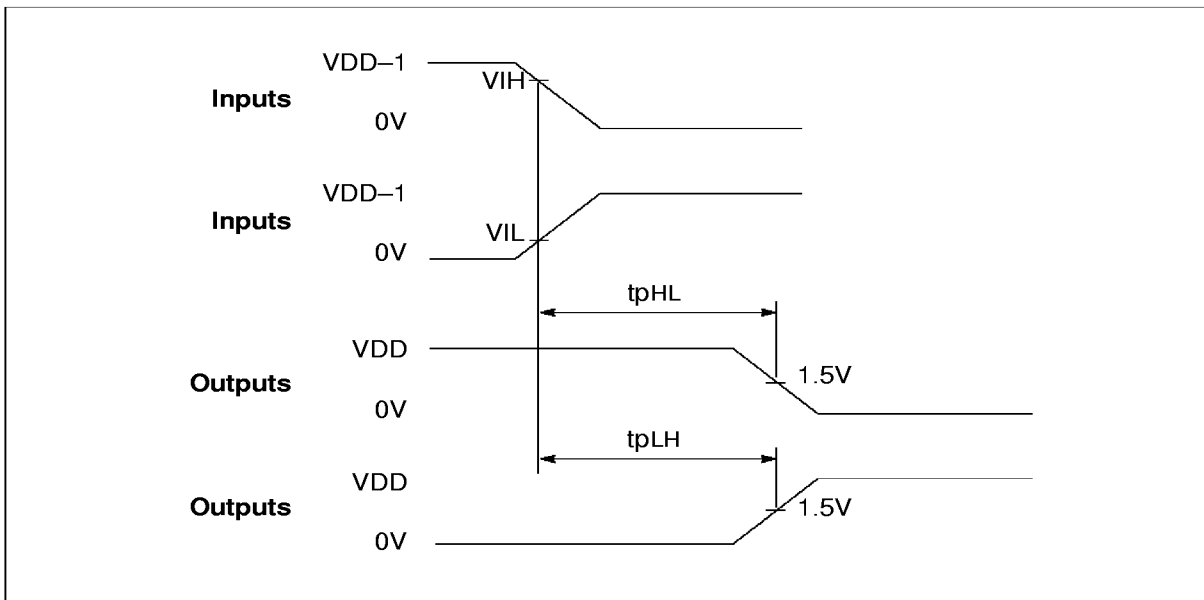 VDD–1
VIH
Inputs
0V
VDD–1
Inputs
VIL
0V
tpHL
VDD
1.5V
Outputs
0V
tpLH
VDD
Outputs
1.5V
0V